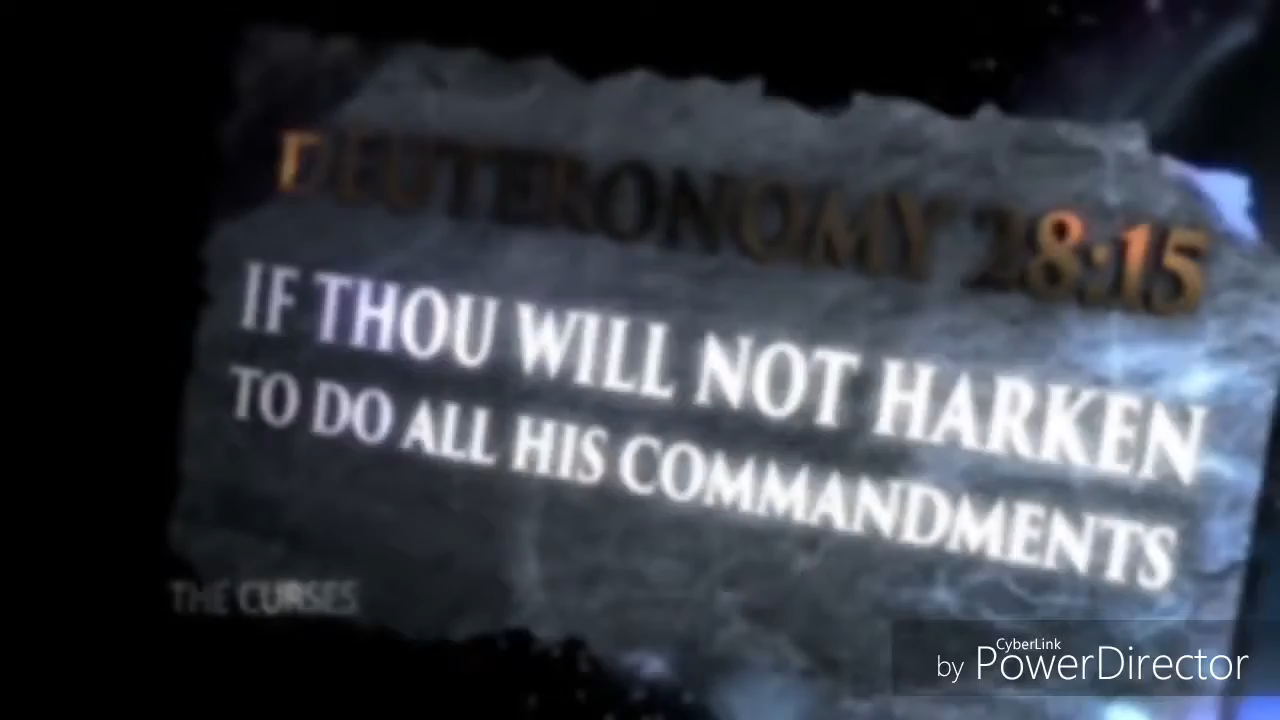 DEUTERONOMY 28:15
IF THOU WILL NOT HARKEN
TO DO ALL HIS COMMANDMENTS
THE CURSES
CyberLink
by PowerDirector